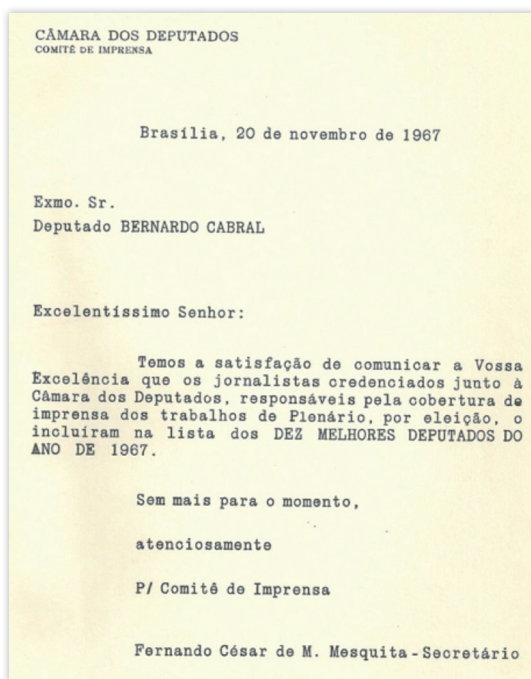 CÂMARA DOS DEPUTADOS
COMITÊ DE IMPRENSA
Brasília, 20 de novembro de 1967
Exmo. Sr.
Deputado BERNARDO CABRAL
Excelentíssimo Senhor:
Temos a satisfação de comunicar a Vossa
Excelência que os jornalistas credenciados junto à
Câmara dos Deputados, responsáveis pela cobertura de
imprensa dos trabalhos de Plenário, por eleição, o
incluíram na lista dos DEZ MELHORES DEPUTADOS DO
ANO DE 1967.
Sem mais para o momento,
atenciosamente
P/ Comitê de Imprensa
Fernando César de M. Mesquita - Secretário